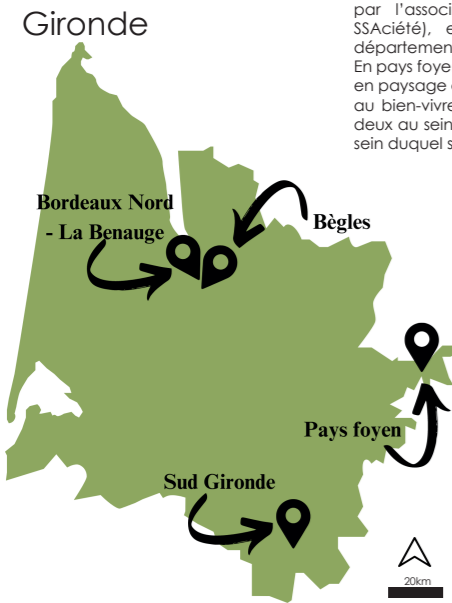 Gironde
par l’associ
SSAciété), e
département
En pays foye
en paysage
au bien-vivre
deux au sein
sein duquel s
Bordeaux Nord
- La Benauge
Bègles
Pays foyen
Sud Gironde
20km